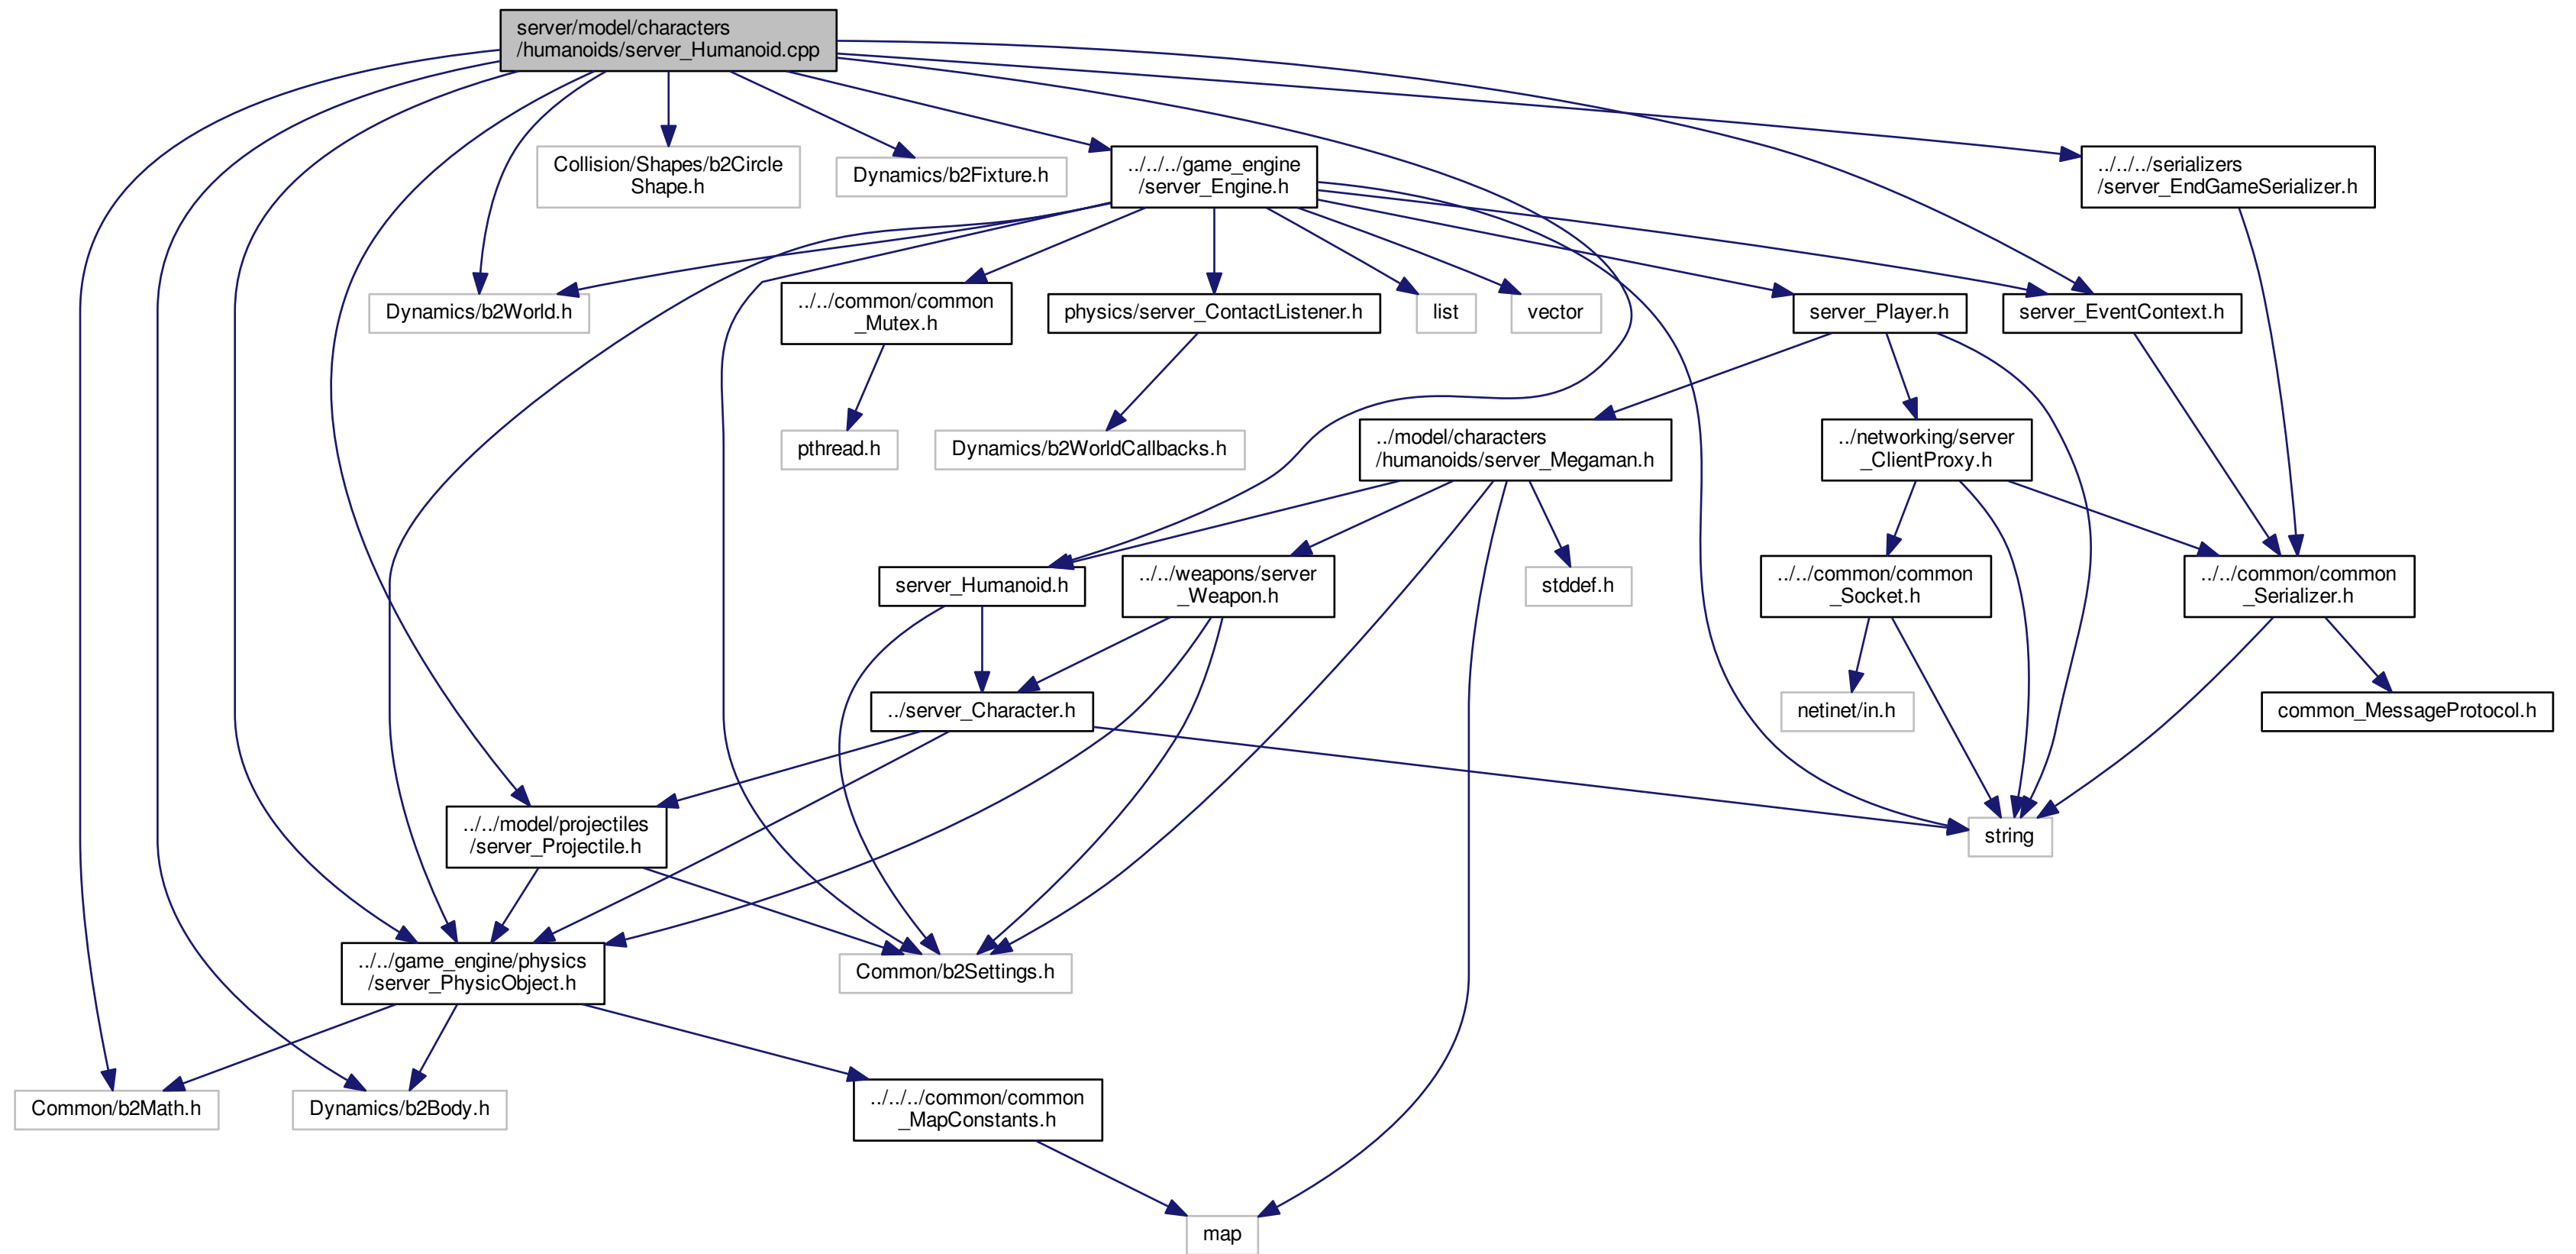 server/model/characters
/humanoids/server_Humanoid.cpp
Collision/Shapes/b2Circle
Shape.h
Dynamics/b2Fixture.h
../../../game_engine
/server_Engine.h
../../../serializers
/server_EndGameSerializer.h
Dynamics/b2World.h
../../common/common
_Mutex.h
physics/server_ContactListener.h
list
vector
server_Player.h
server_EventContext.h
pthread.h
Dynamics/b2WorldCallbacks.h
../model/characters
/humanoids/server_Megaman.h
../networking/server
_ClientProxy.h
server_Humanoid.h
../../weapons/server
_Weapon.h
stddef.h
../../common/common
_Socket.h
../../common/common
_Serializer.h
../server_Character.h
netinet/in.h
common_MessageProtocol.h
../../model/projectiles
/server_Projectile.h
string
../../game_engine/physics
/server_PhysicObject.h
Common/b2Settings.h
Common/b2Math.h
Dynamics/b2Body.h
../../../common/common
_MapConstants.h
map